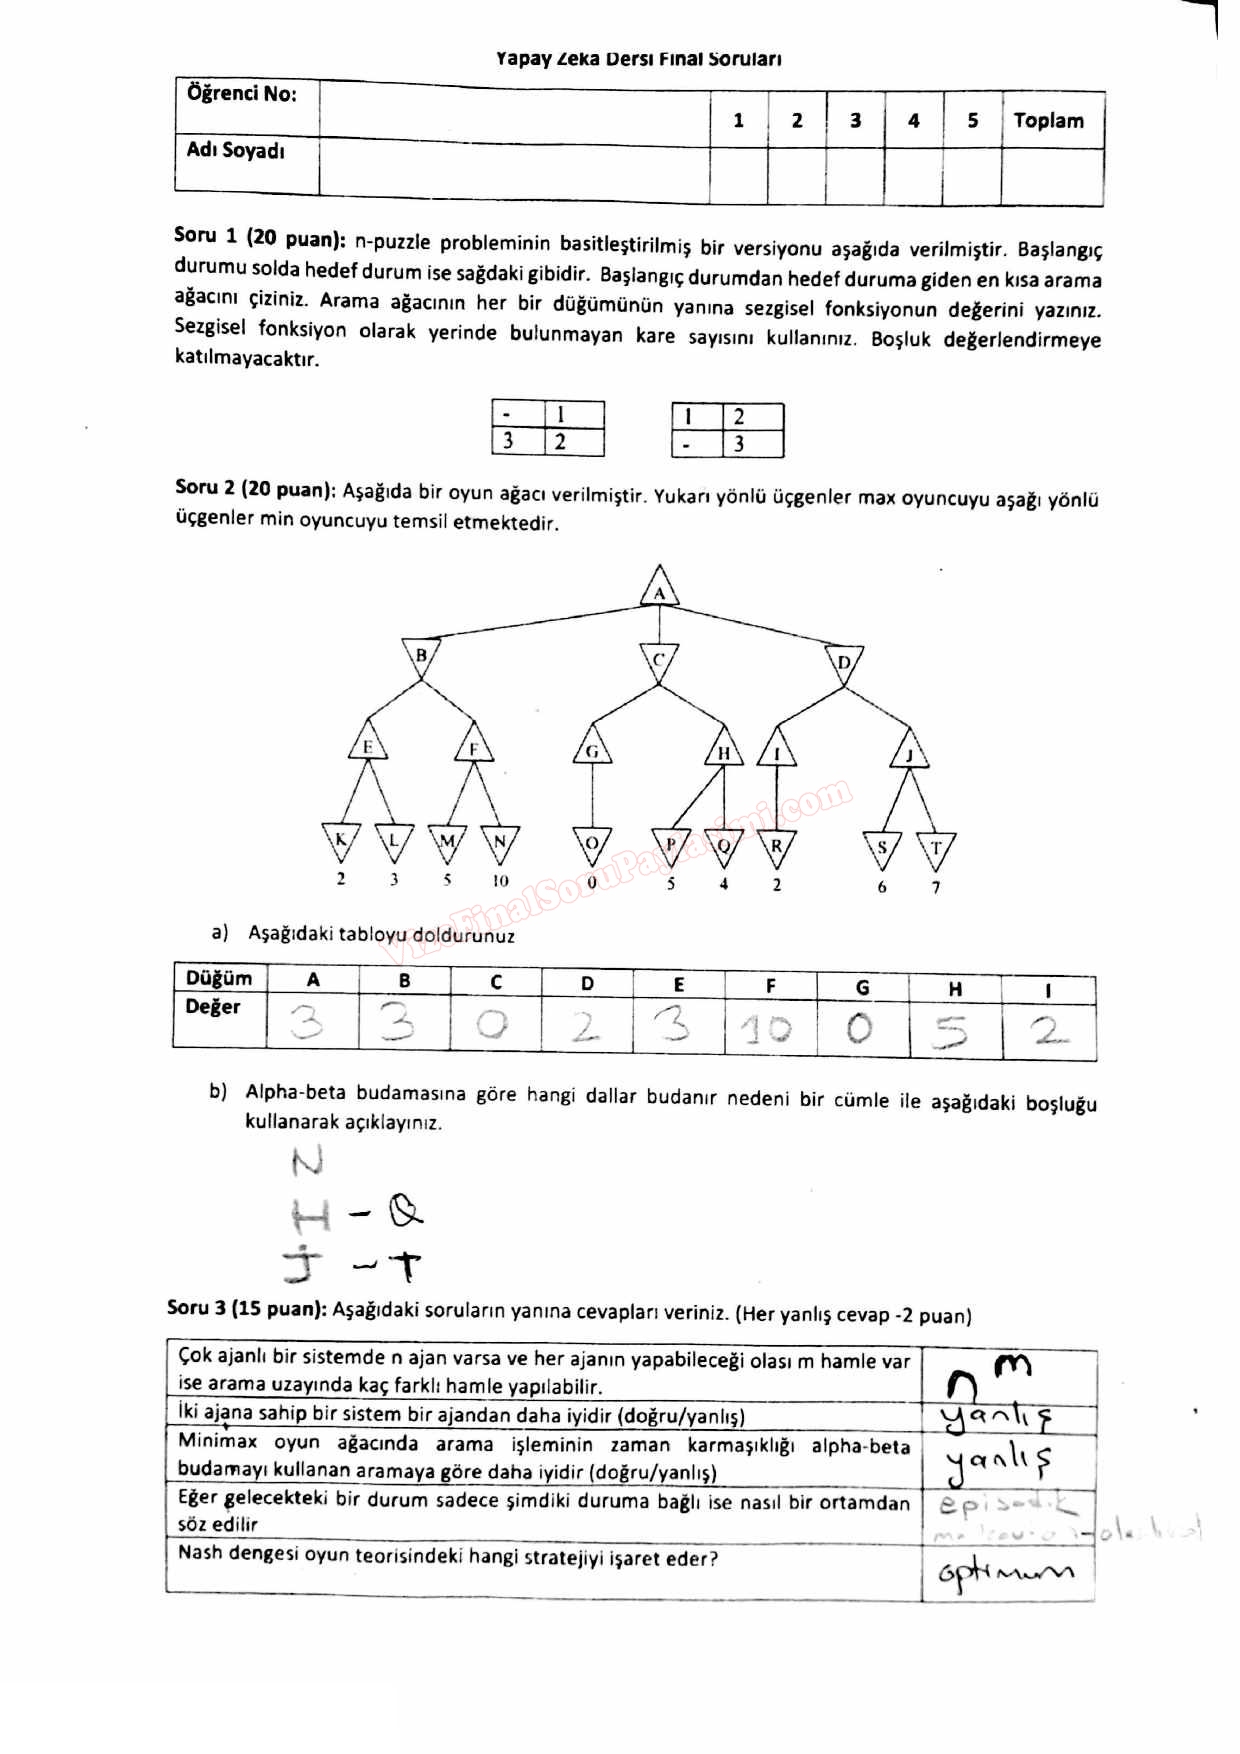 Yapay Zeka Dersi Final Soruları
Öğrenci No:
1 2 3 4 5 Toplam
Adı Soyadı
Soru 1 (20 puan): n-puzzle probleminin basitleştirilmiş bir versiyonu aşağıda verilmiştir. Başlangıç
durumu solda hedef durum ise sağdaki gibidir. Başlangıç durumdan hedef duruma giden en kısa arama
ağacını çiziniz. Arama ağacının her bir düğümünün yanına sezgisel fonksiyonun değerini yazınız.
Sezgisel fonksiyon olarak yerinde bulunmayan kare sayısını kullanınız. Boşluk değerlendirmeye
katılmayacaktır.
- 1 1 2
3 2 - 3
Soru 2 (20 puan): Aşağıda bir oyun ağacı verilmiştir. Yukarı yönlü üçgenler max oyuncuyu aşağı yönlü
üçgenler min oyuncuyu temsil etmektedir.
A
B C D
E F G H I J
K L M N O P Q R S T
2 3 5 10 0 5 4 2 6 7
VizeFinalSoruPaylasimi.com
a) Aşağıdaki tabloyu doldurunuz
Düğüm A B C D E F G H I
Değer 3 3 0 2 3 10 0 5 2
b) Alpha-beta budamasına göre hangi dallar budanır nedeni bir cümle ile aşağıdaki boşluğu
kullanarak açıklayınız.
N
H - Q
J - T
Soru 3 (15 puan): Aşağıdaki soruların yanına cevapları veriniz. (Her yanlış cevap -2 puan)
Çok ajanlı bir sistemde n ajan varsa ve her ajanın yapabileceği olası m hamle var
ise arama uzayında kaç farklı hamle yapılabilir.
n^m
İki ajana sahip bir sistem bir ajandan daha iyidir (doğru/yanlış)
yanlış
Minimax oyun ağacında arama işleminin zaman karmaşıklığı alpha-beta
budamayı kullanan aramaya göre daha iyidir (doğru/yanlış)
yanlış
Eğer gelecekteki bir durum sadece şimdiki duruma bağlı ise nasıl bir ortamdan
söz edilir
episodik
Nash dengesi oyun teorisindeki hangi stratejiyi işaret eder?
optimum